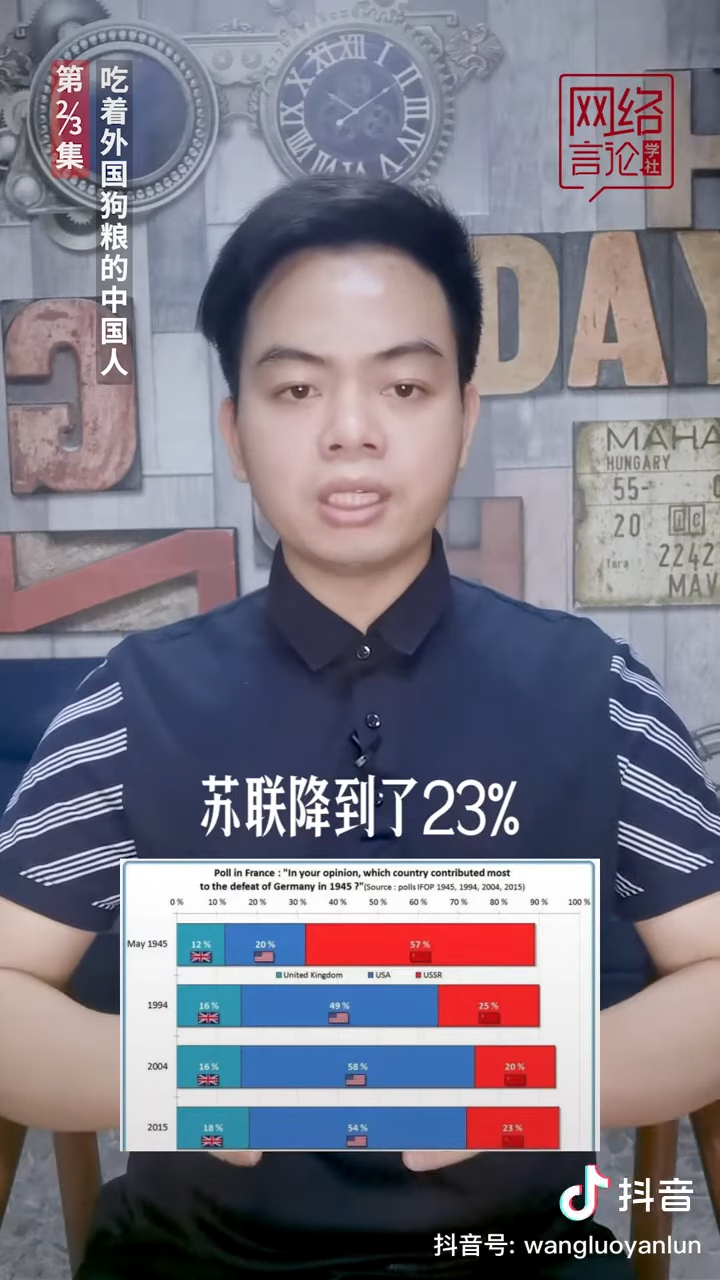 第2/3集
吃着外国狗粮的中国人
网络
言论学社
DAY
MAHA
HUNGARY
55-
20
Tara
2242
MAV
苏联降到了23%
Poll in France : "In your opinion, which country contributed most
to the defeat of Germany in 1945 ?"(Source : polls IFOP 1945, 1994, 2004, 2015)
0 % 10 % 20 % 30 % 40 % 50 % 60 % 70 % 80 % 90 % 100 %
May 1945 12 % 20 % 57 %
United Kingdom USA USSR
1994 16 % 49 % 25 %
2004 16 % 58 % 20 %
2015 18 % 54 % 23 %
抖音
抖音号: wangluoyanlun